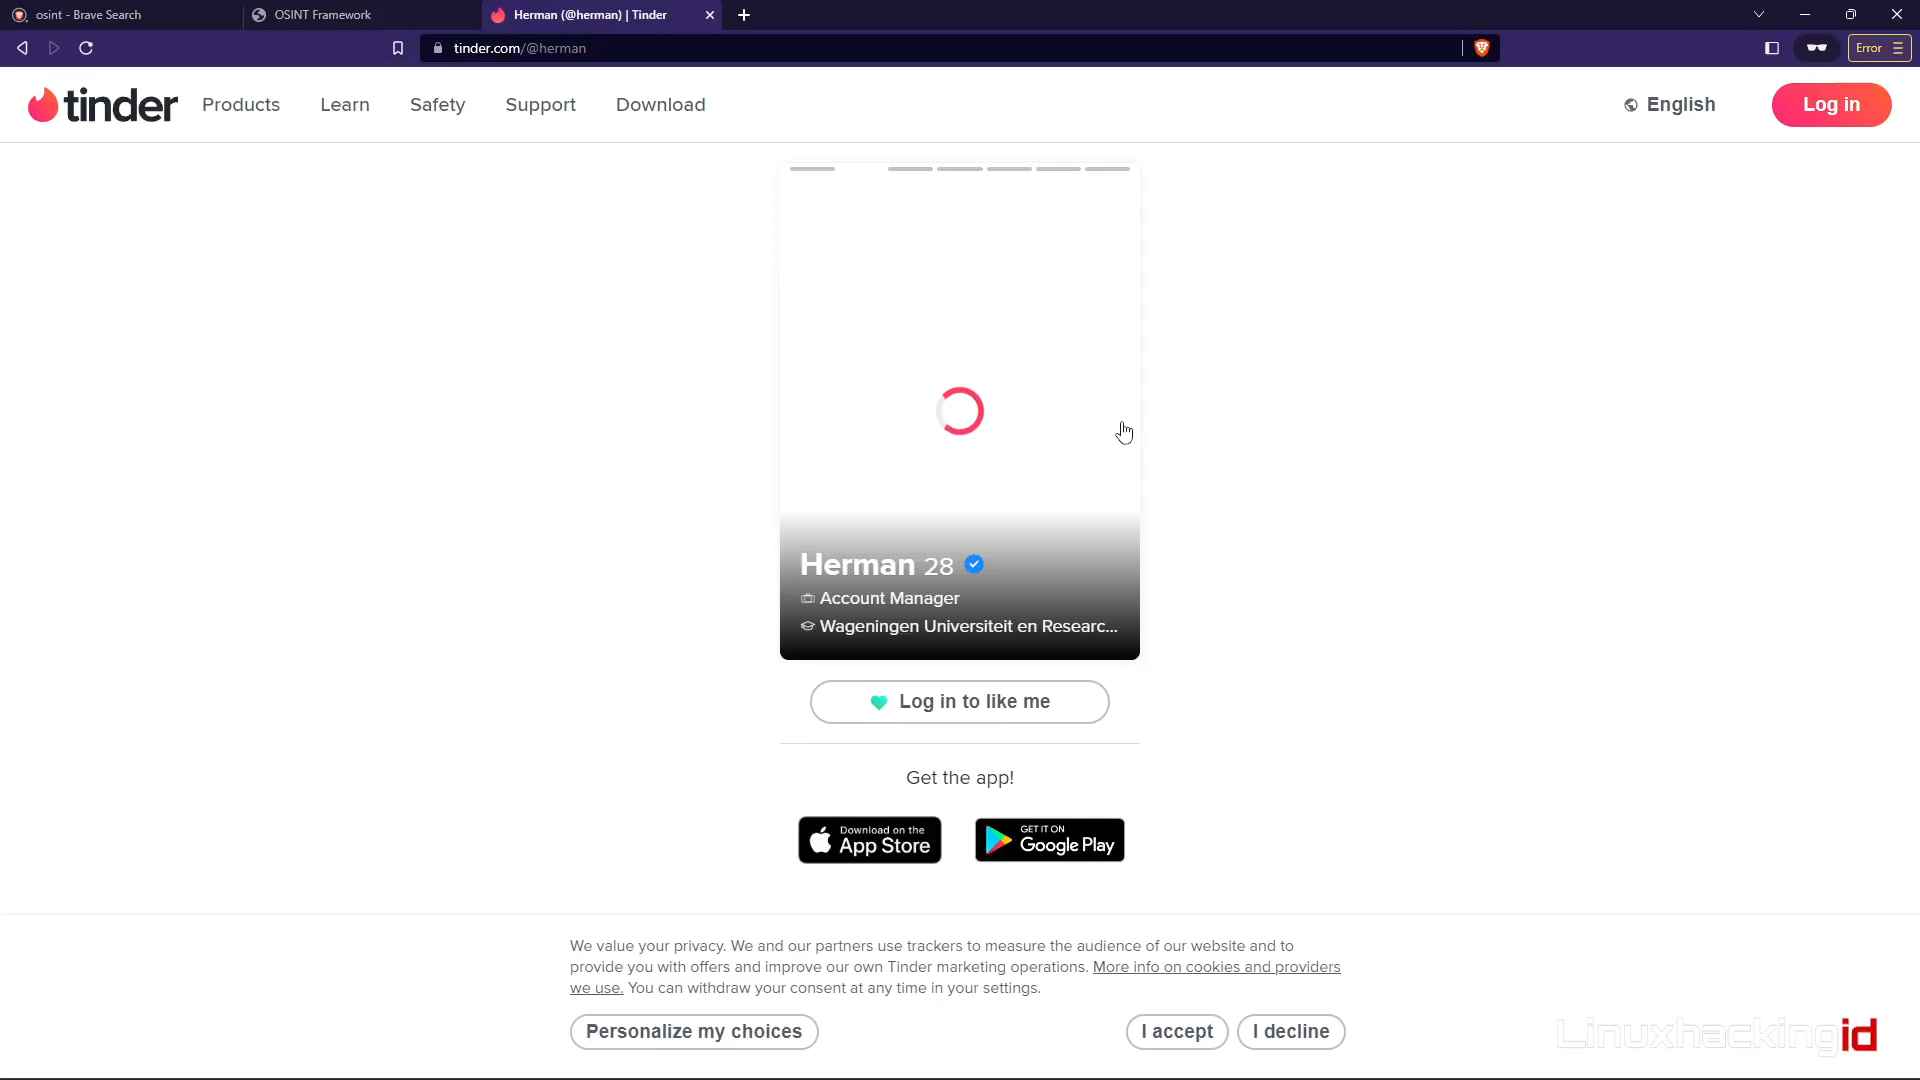 osint - Brave Search
OSINT Framework
Herman (@herman) | Tinder
tinder.com/@herman
Error
tinder
Products
Learn
Safety
Support
Download
English
Log in
Herman 28
Account Manager
Wageningen Universiteit en Researc...
Log in to like me
Get the app!
Download on the
App Store
GET IT ON
Google Play
We value your privacy. We and our partners use trackers to measure the audience of our website and to
provide you with offers and improve our own Tinder marketing operations. More info on cookies and providers
we use. You can withdraw your consent at any time in your settings.
Personalize my choices
I accept
I decline
Linuxhackingid